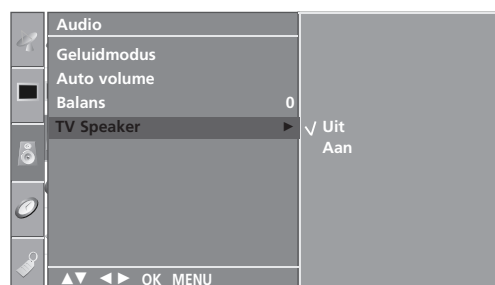 Audio
Geluidmodus
Auto volume
Balans 0
TV Speaker ►
✓ Uit
Aan
▲▼ ◄► OK MENU